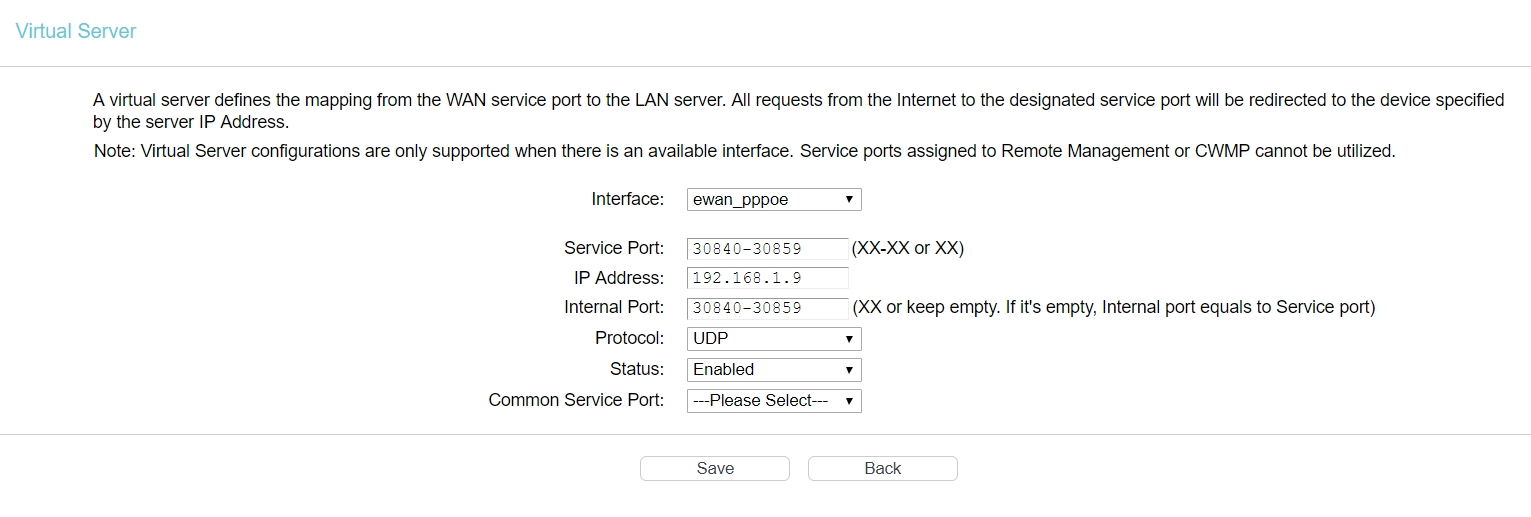 Virtual Server
A virtual server defines the mapping from the WAN service port to the LAN server. All requests from the Internet to the designated service port will be redirected to the device specified
by the server IP Address.
Note: Virtual Server configurations are only supported when there is an available interface. Service ports assigned to Remote Management or CWMP cannot be utilized.
Interface: ewan_pppoe
Service Port: 30840-30859 (XX-XX or XX)
IP Address: 192.168.1.9
Internal Port: 30840-30859 (XX or keep empty. If it's empty, Internal port equals to Service port)
Protocol: UDP
Status: Enabled
Common Service Port: ---Please Select---
Save Back